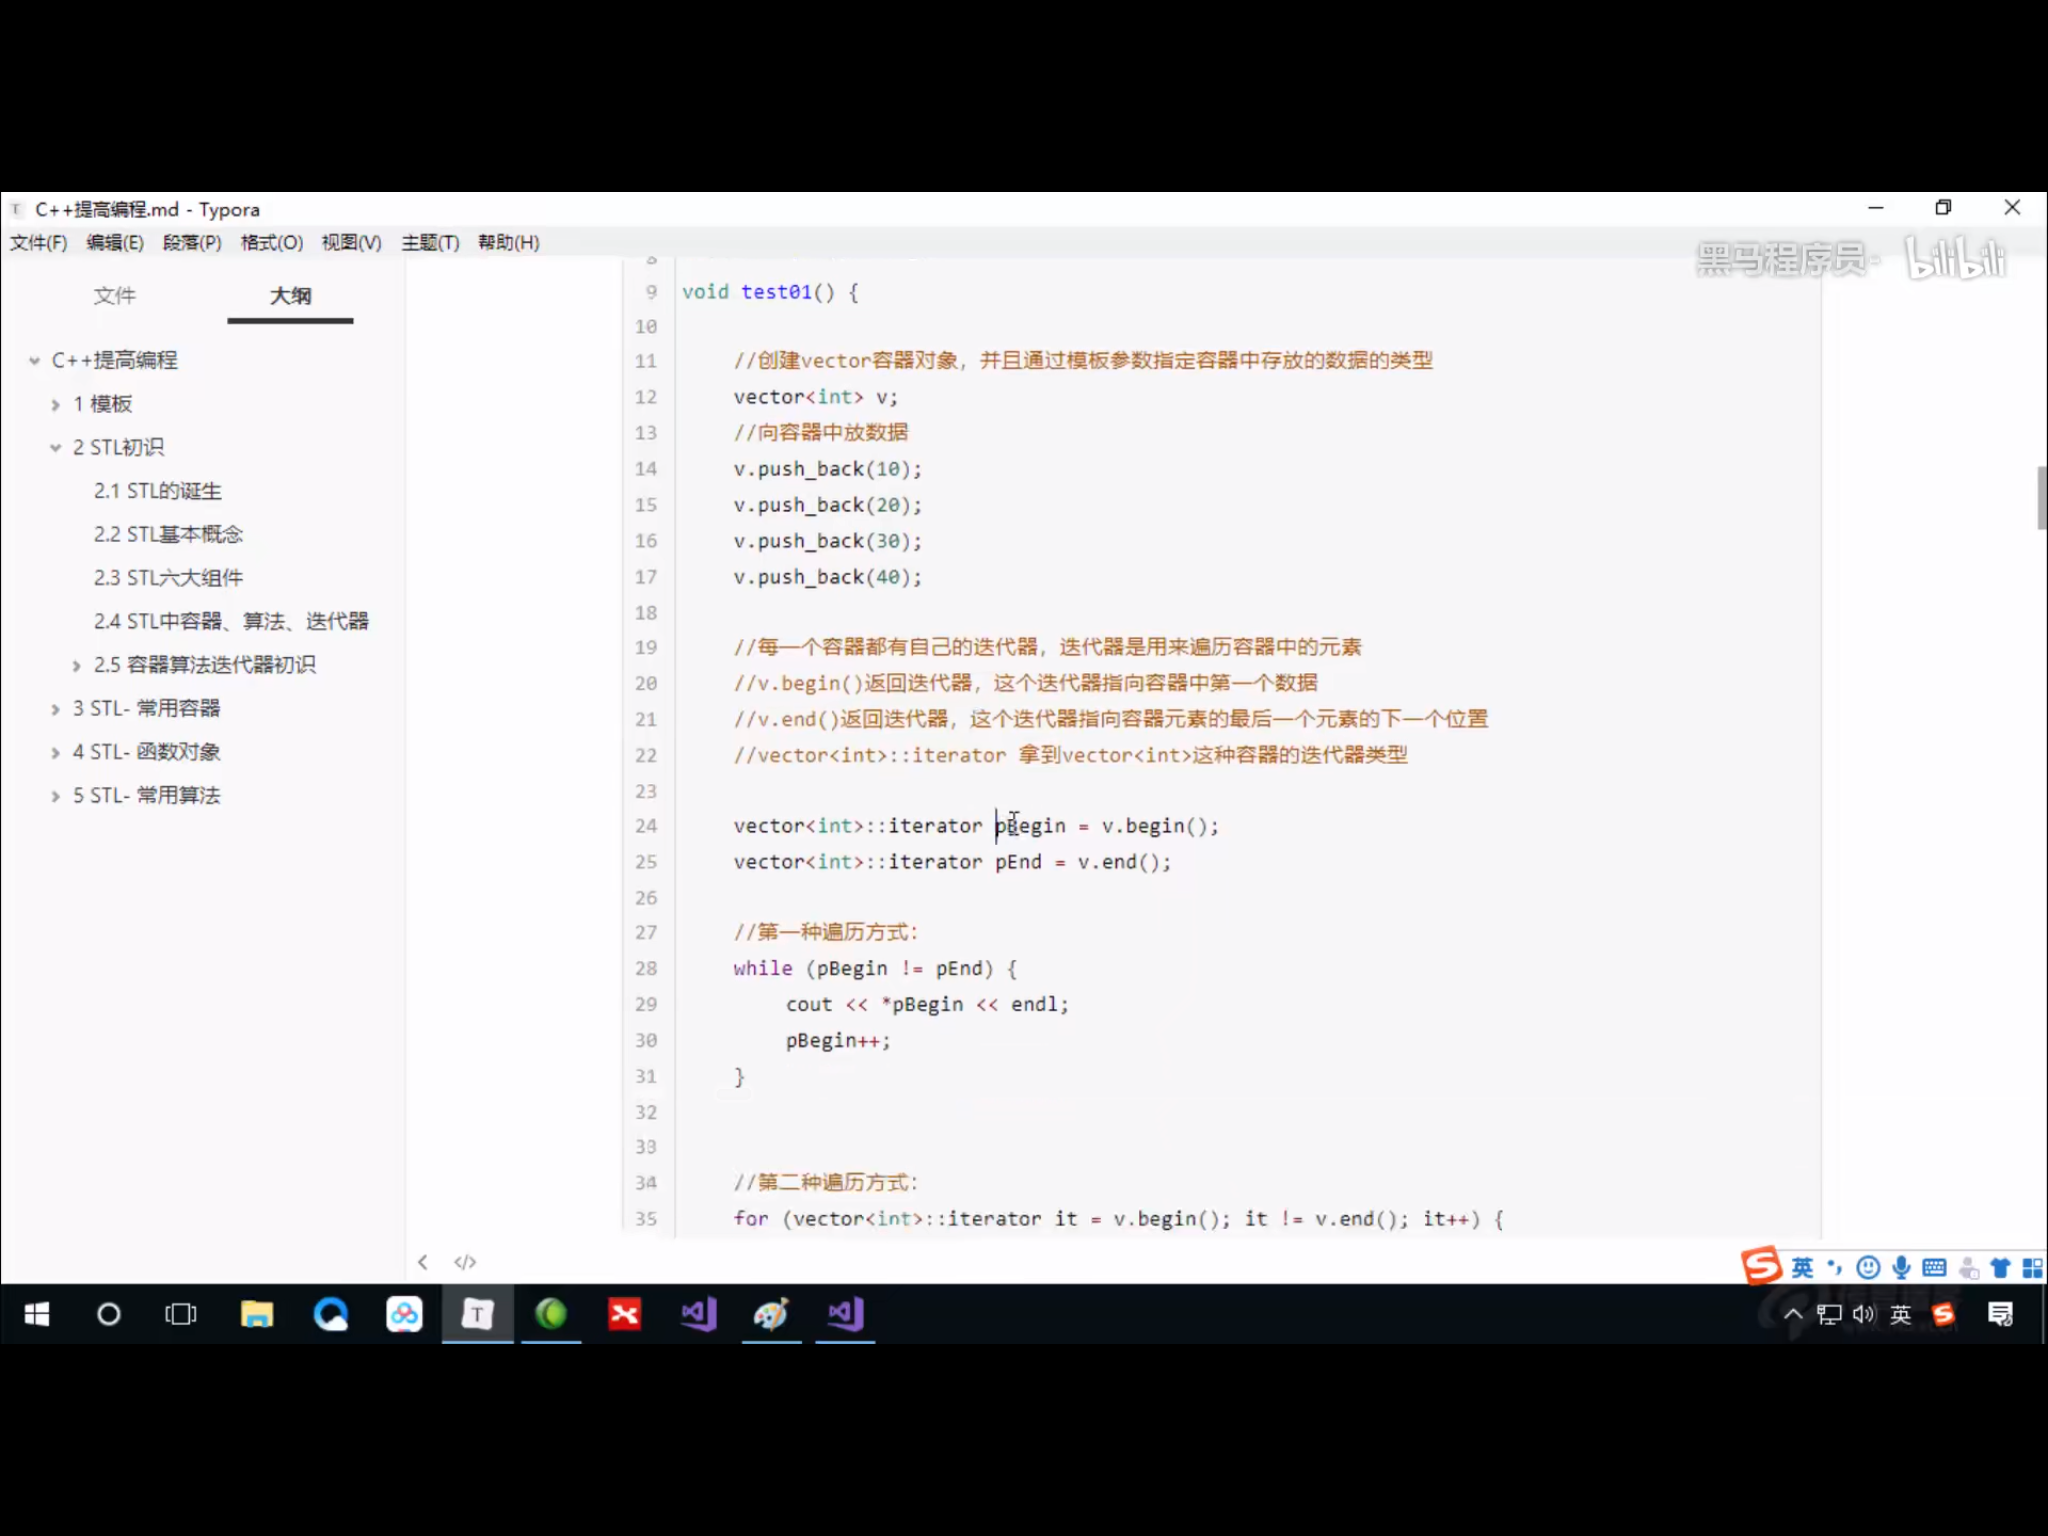 C++提高编程.md - Typora
文件(F) 编辑(E) 段落(P) 格式(O) 视图(V) 主题(T) 帮助(H)
黑马程序员- bilibili
文件 大纲
C++提高编程
1 模板
2 STL初识
2.1 STL的诞生
2.2 STL基本概念
2.3 STL六大组件
2.4 STL中容器、算法、迭代器
2.5 容器算法迭代器初识
3 STL- 常用容器
4 STL- 函数对象
5 STL- 常用算法
8
9 void test01() {
10
11 //创建vector容器对象，并且通过模板参数指定容器中存放的数据的类型
12 vector<int> v;
13 //向容器中放数据
14 v.push_back(10);
15 v.push_back(20);
16 v.push_back(30);
17 v.push_back(40);
18
19 //每一个容器都有自己的迭代器，迭代器是用来遍历容器中的元素
20 //v.begin()返回迭代器，这个迭代器指向容器中第一个数据
21 //v.end()返回迭代器，这个迭代器指向容器元素的最后一个元素的下一个位置
22 //vector<int>::iterator 拿到vector<int>这种容器的迭代器类型
23
24 vector<int>::iterator pBegin = v.begin();
25 vector<int>::iterator pEnd = v.end();
26
27 //第一种遍历方式：
28 while (pBegin != pEnd) {
29 cout << *pBegin << endl;
30 pBegin++;
31 }
32
33
34 //第二种遍历方式：
35 for (vector<int>::iterator it = v.begin(); it != v.end(); it++) {
英
英